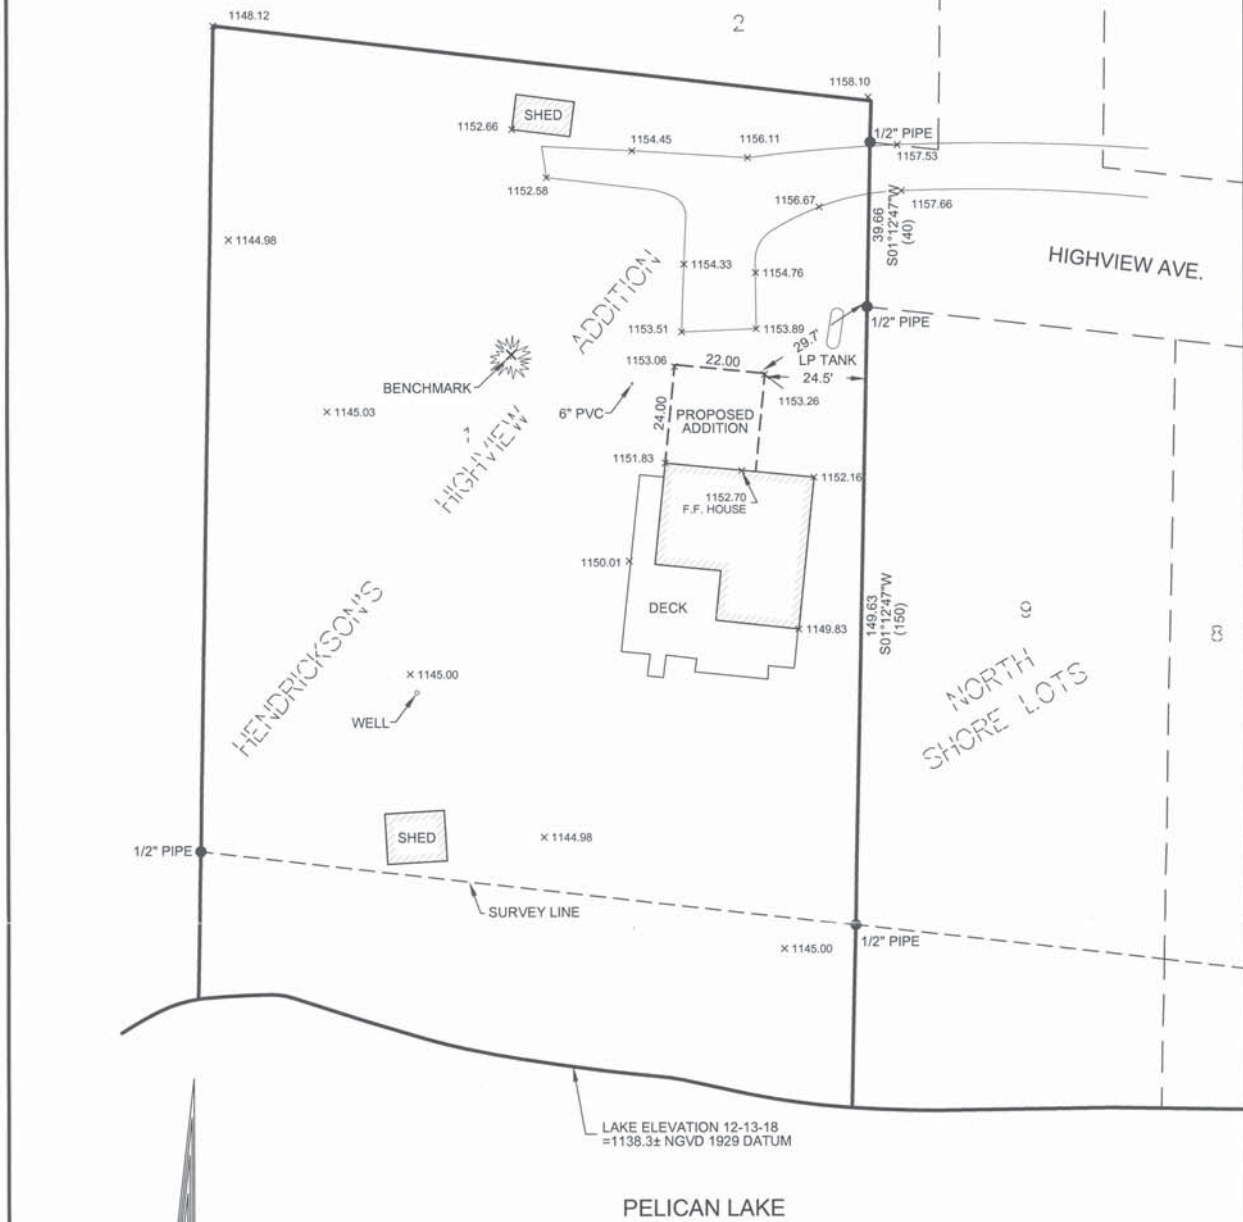 1148.12
2
1158.10
SHED
1152.66
1154.45
1156.11
1/2" PIPE
1157.53
1152.58
1156.67
1157.66
39.66
S01°12'47"W
(40)
1144.98
HIGHVIEW AVE.
1154.33
1154.76
ADDITION
1153.51
1153.89
1/2" PIPE
29.7'
LP TANK
24.5'
1153.06
22.00
BENCHMARK
1153.26
1145.03
6" PVC
24.00
PROPOSED
ADDITION
1
HIGHVIEW
1151.83
1152.16
1152.70
F.F. HOUSE
1150.01
DECK
149.63
S01°12'47"W
(150)
9
8
1149.83
HENDRICKSON'S
1145.00
WELL
NORTH
SHORE LOTS
SHED
1144.98
1/2" PIPE
SURVEY LINE
1/2" PIPE
1145.00
LAKE ELEVATION 12-13-18
=1138.3± NGVD 1929 DATUM
PELICAN LAKE